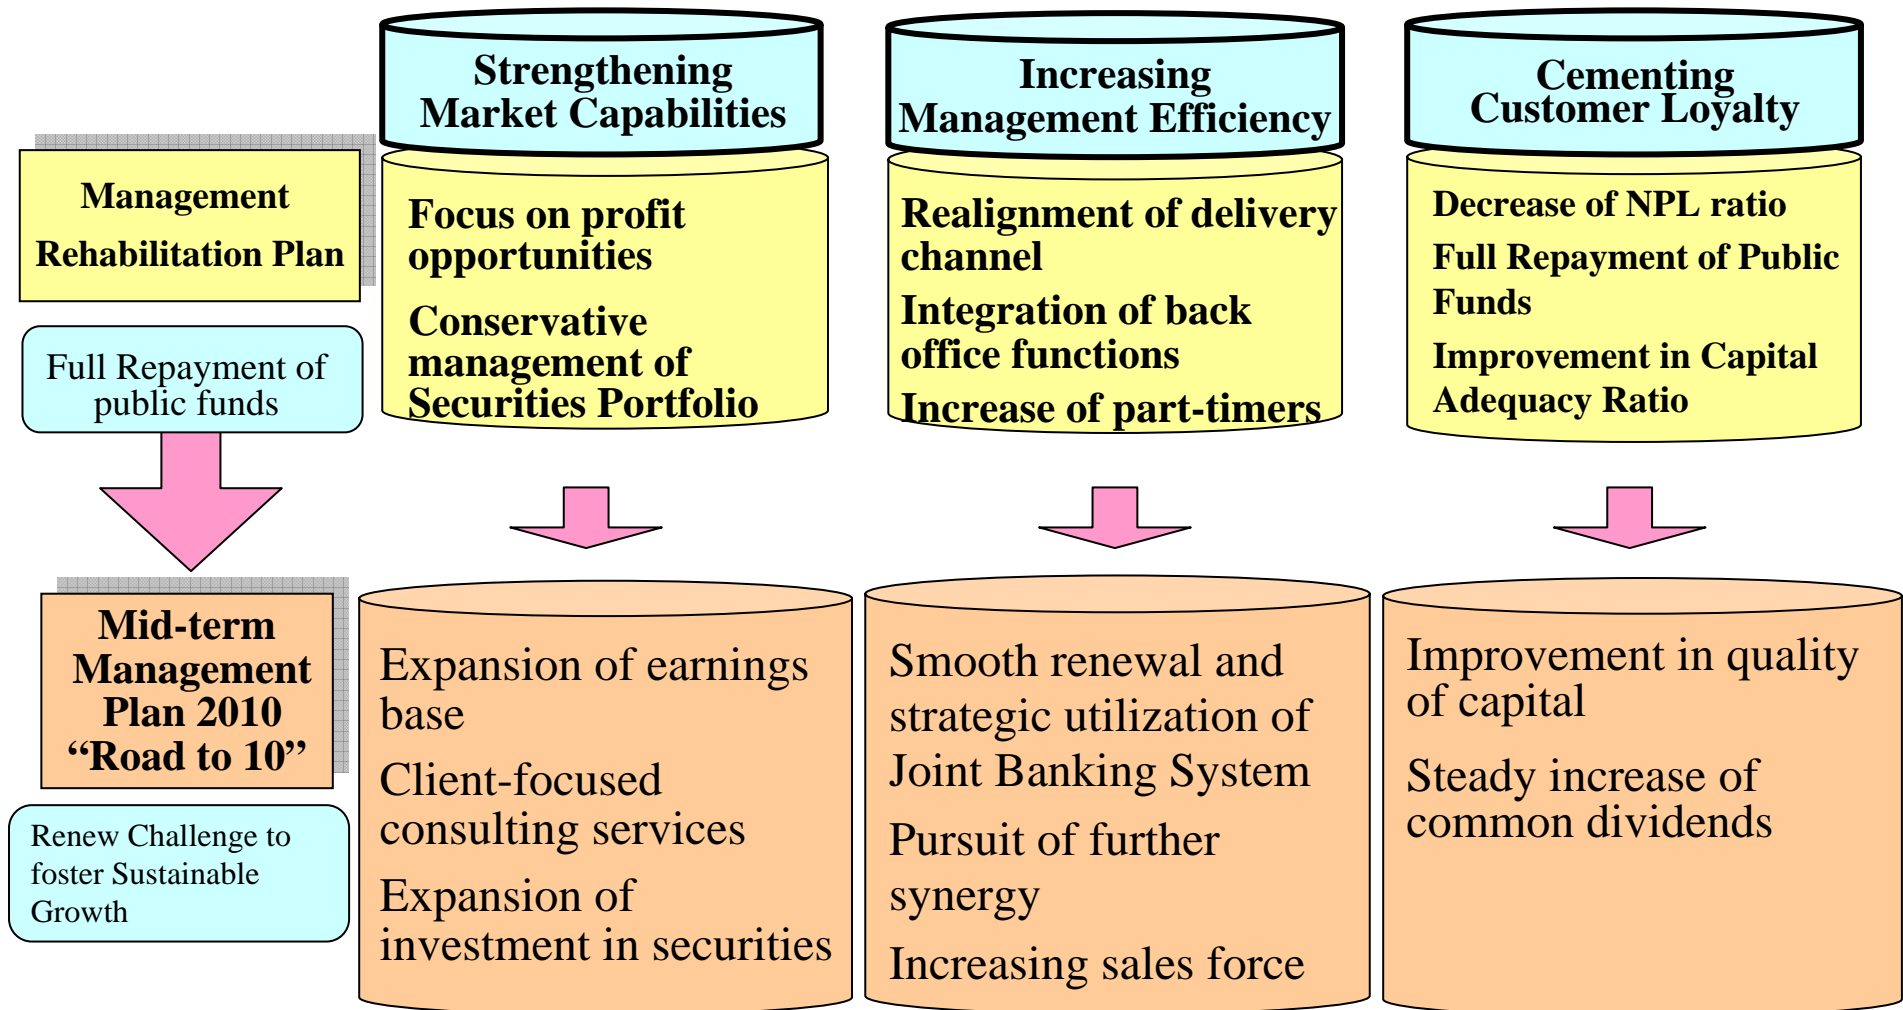 Strengthening
Market Capabilities
Increasing
Management Efficiency
Cementing
Customer Loyalty
Management
Rehabilitation Plan
Full Repayment of
public funds
Focus on profit
opportunities
Conservative
management of
Securities Portfolio
Realignment of delivery
channel
Integration of back
office functions
Increase of part-timers
Decrease of NPL ratio
Full Repayment of Public
Funds
Improvement in Capital
Adequacy Ratio
Mid-term
Management
Plan 2010
“Road to 10”
Renew Challenge to
foster Sustainable
Growth
Expansion of earnings
base
Client-focused
consulting services
Expansion of
investment in securities
Smooth renewal and
strategic utilization of
Joint Banking System
Pursuit of further
synergy
Increasing sales force
Improvement in quality
of capital
Steady increase of
common dividends